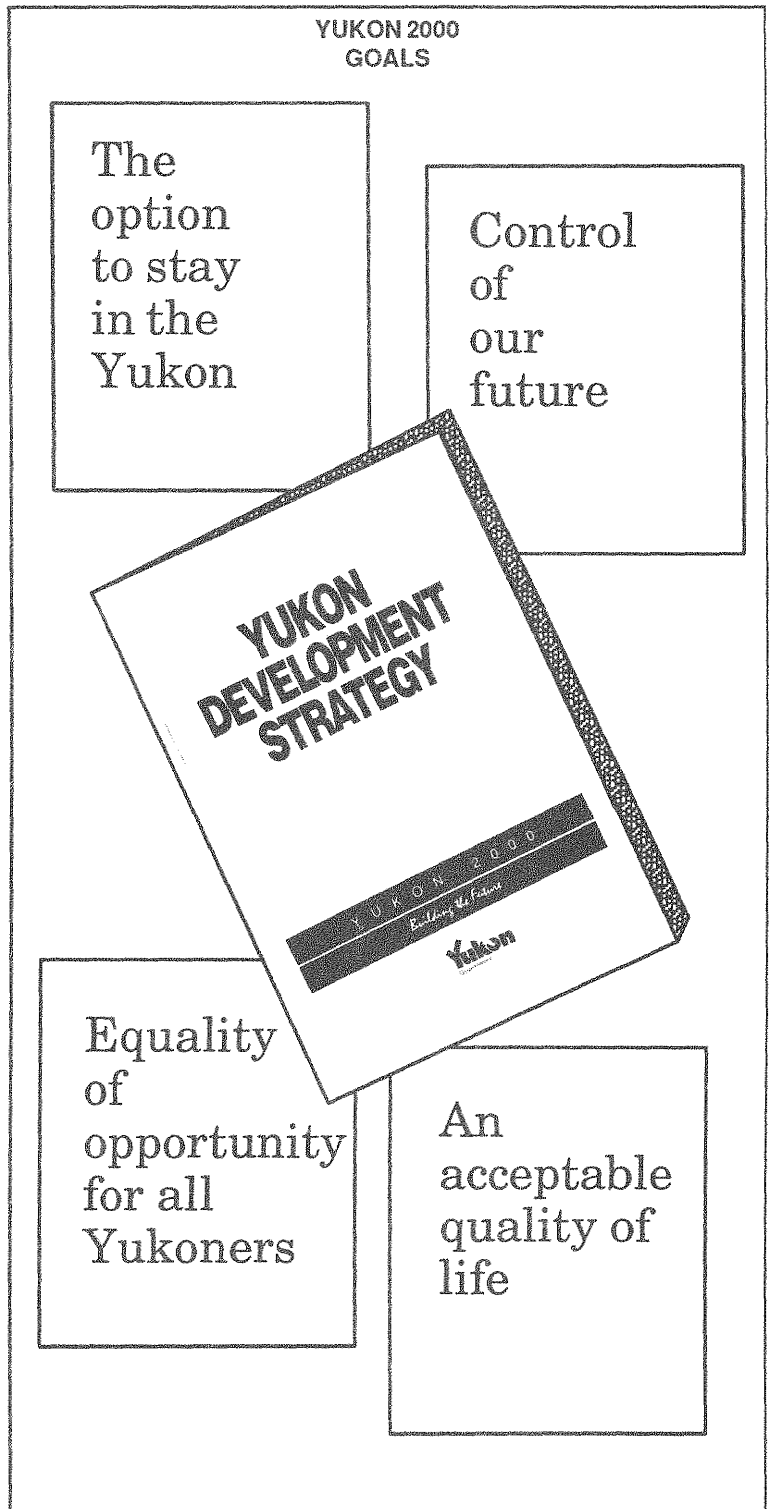 YUKON 2000
GOALS
The
option
to stay
in the
Yukon
Control
of
our
future
YUKON
DEVELOPMENT
STRATEGY
YUKON 2000
Building the Future
Yukon
Equality
of
opportunity
for all
Yukoners
An
acceptable
quality of
life